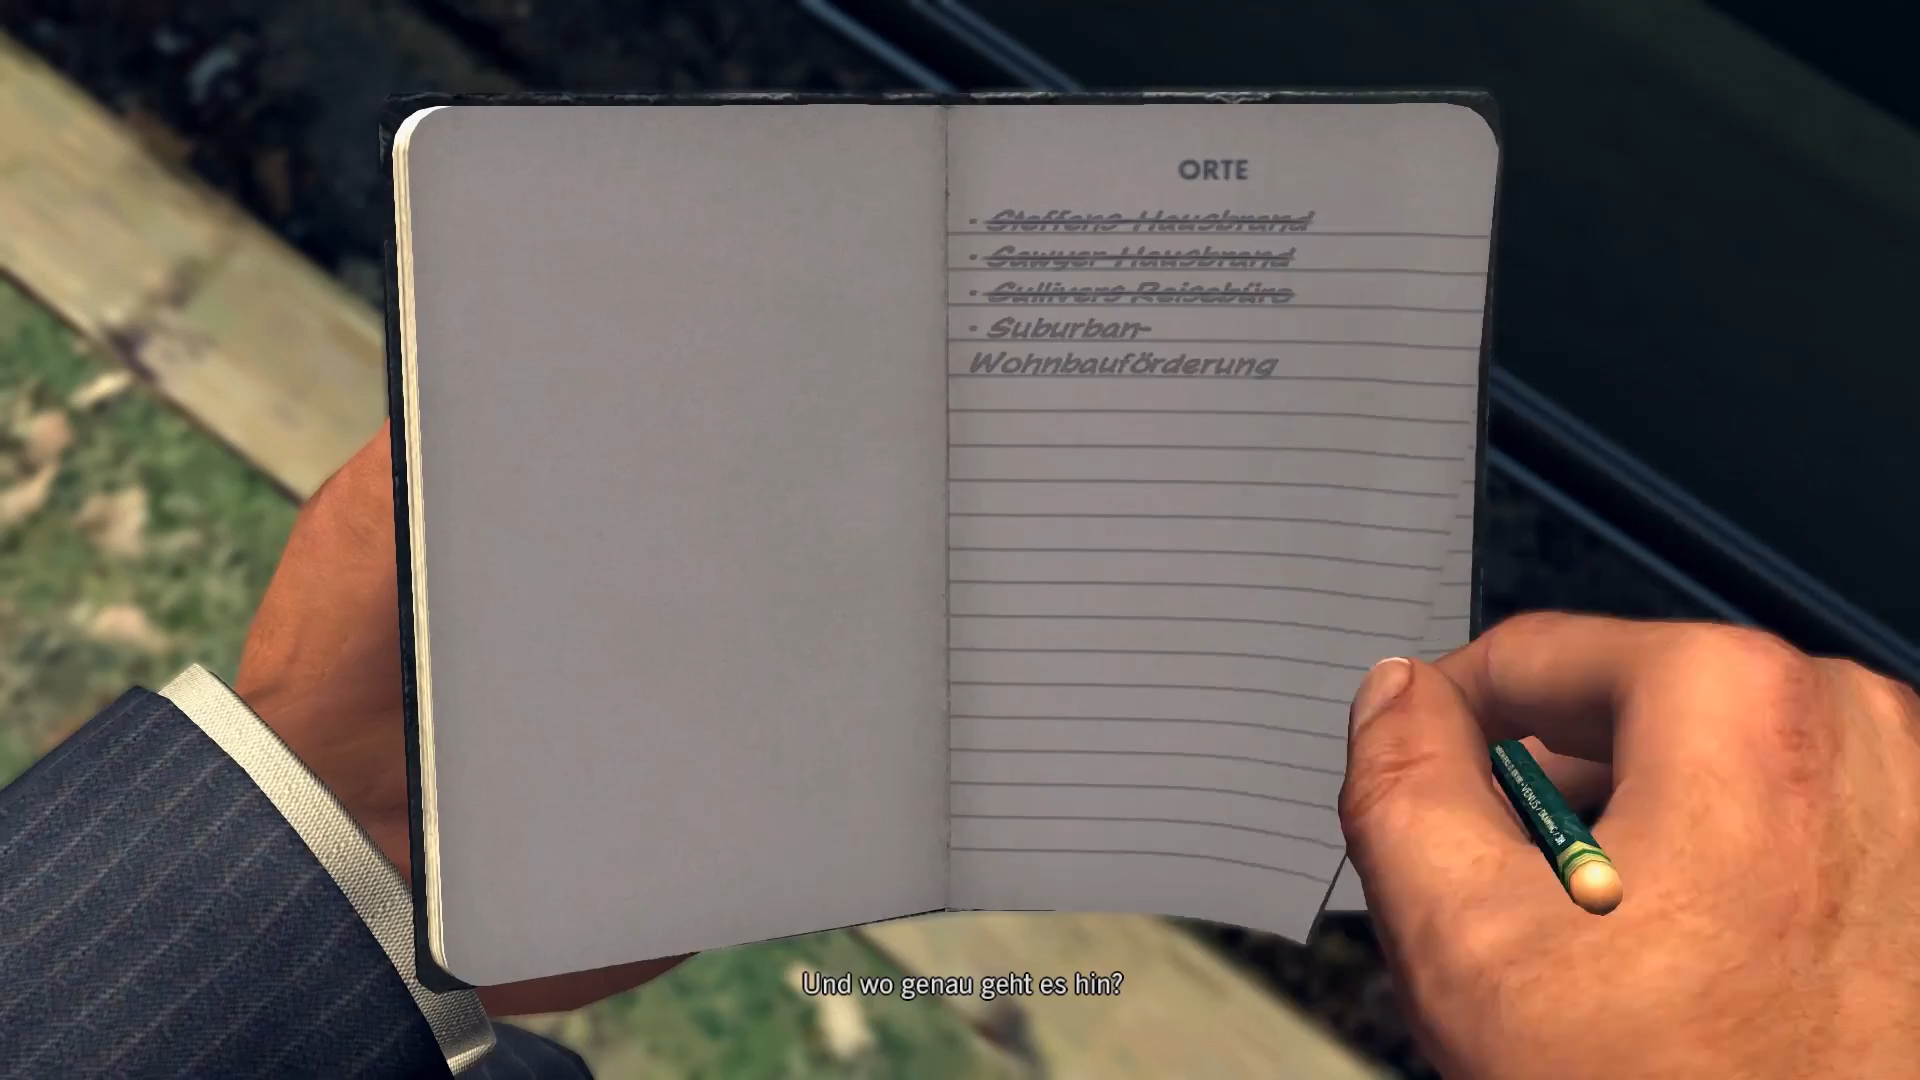 ORTE
· Steffens Hausbrand
· Sawyer Hausbrand
· Gullivers Reisebüro
· Suburban-
Wohnbauförderung
Und wo genau geht es hin?